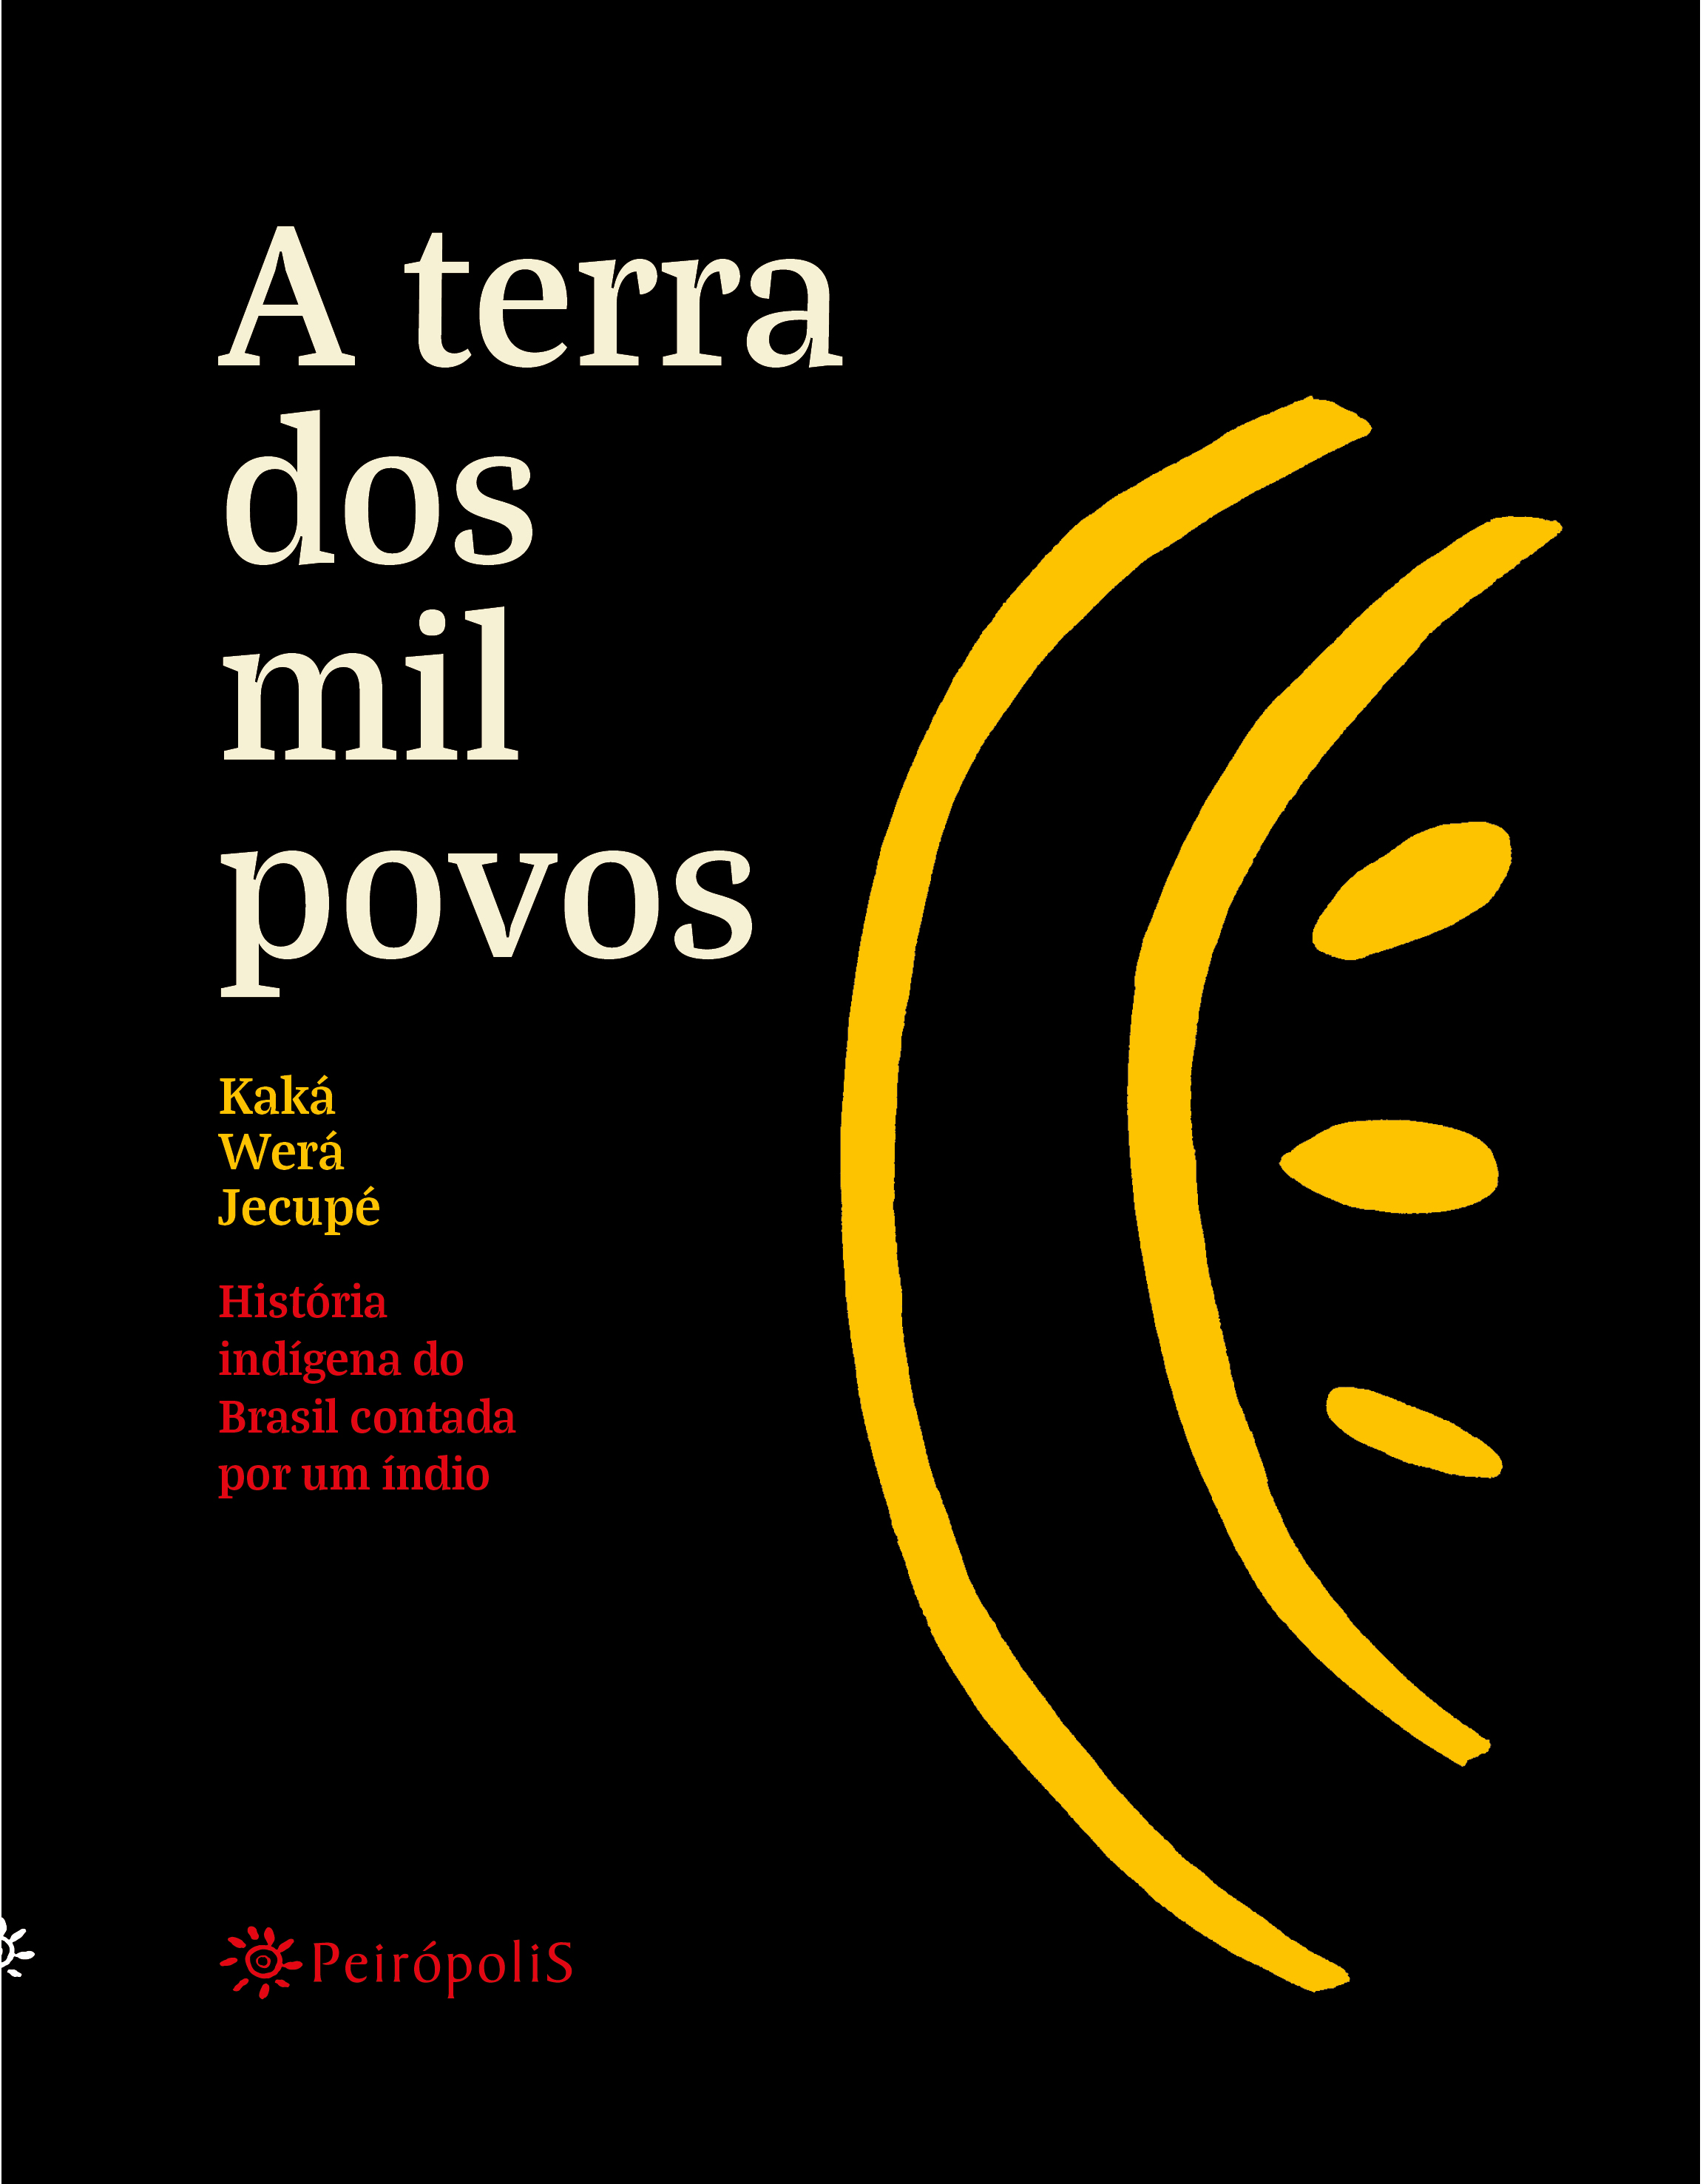 A terra
dos
mil
povos
Kaká
Werá
Jecupé
História
indígena do
Brasil contada
por um índio
PeirópoliS